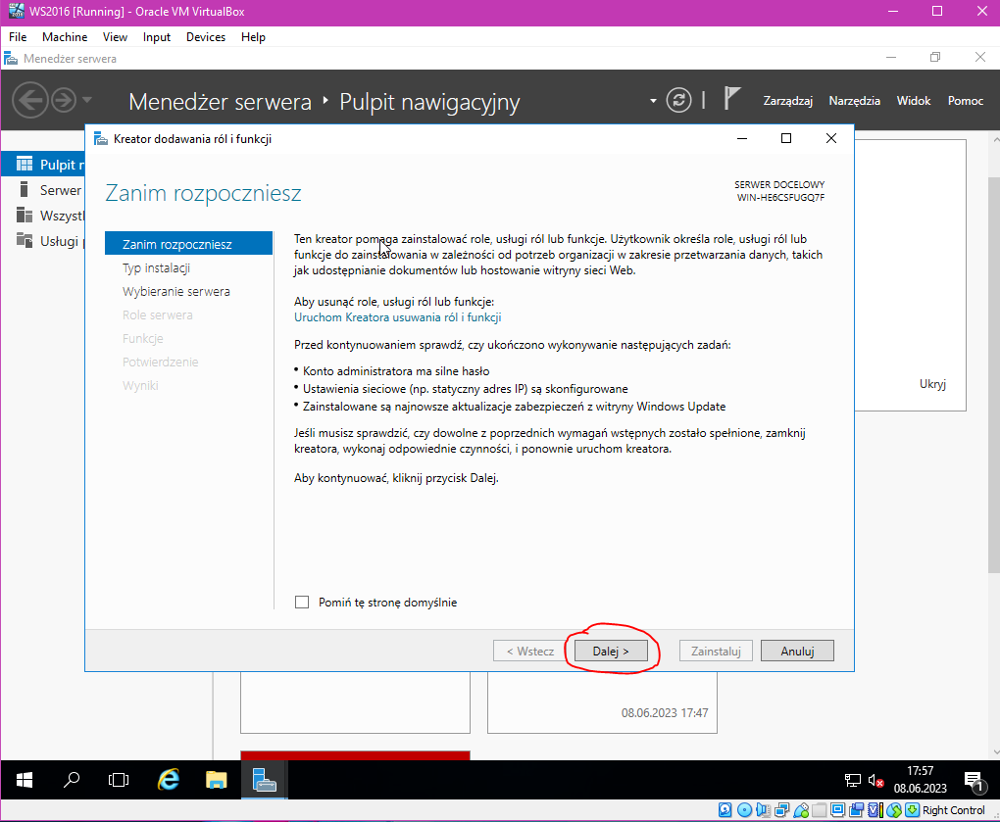 WS2016 [Running] - Oracle VM VirtualBox
File Machine View Input Devices Help
Menedżer serwera
Menedżer serwera Pulpit nawigacyjny
Zarządzaj Narzędzia Widok Pomoc
Kreator dodawania ról i funkcji
Pulpit
Serwer
Usługi
Zanim rozpoczniesz
SERWER DOCELOWY
WIN-HE6CSFUGQ7F
Zanim rozpoczniesz
Typ instalacji
Wybieranie serwera
Role serwera
Funkcje
Potwierdzenie
Wyniki
Ten kreator pomaga zainstalować role, usługi ról lub funkcje. Użytkownik określa role, usługi ról lub
funkcje do zainstalowania w zależności od potrzeb organizacji w zakresie przetwarzania danych, takich
jak udostępnianie dokumentów lub hostowanie witryny sieci Web.
Aby usunąć role, usługi ról lub funkcje:
Uruchom Kreatora usuwania ról i funkcji
Przed kontynuowaniem sprawdź, czy ukończono wykonywanie następujących zadań:
• Konto administratora ma silne hasło
• Ustawienia sieciowe (np. statyczny adres IP) są skonfigurowane
• Zainstalowane są najnowsze aktualizacje zabezpieczeń z witryny Windows Update
Jeśli musisz sprawdzić, czy dowolne z poprzednich wymagań wstępnych zostało spełnione, zamknij
kreatora, wykonaj odpowiednie czynności, i ponownie uruchom kreatora.
Aby kontynuować, kliknij przycisk Dalej.
Pomiń tę stronę domyślnie
< Wstecz Dalej > Zainstaluj Anuluj
Ukryj
08.06.2023 17:47
17:57
08.06.2023
1
Right Control